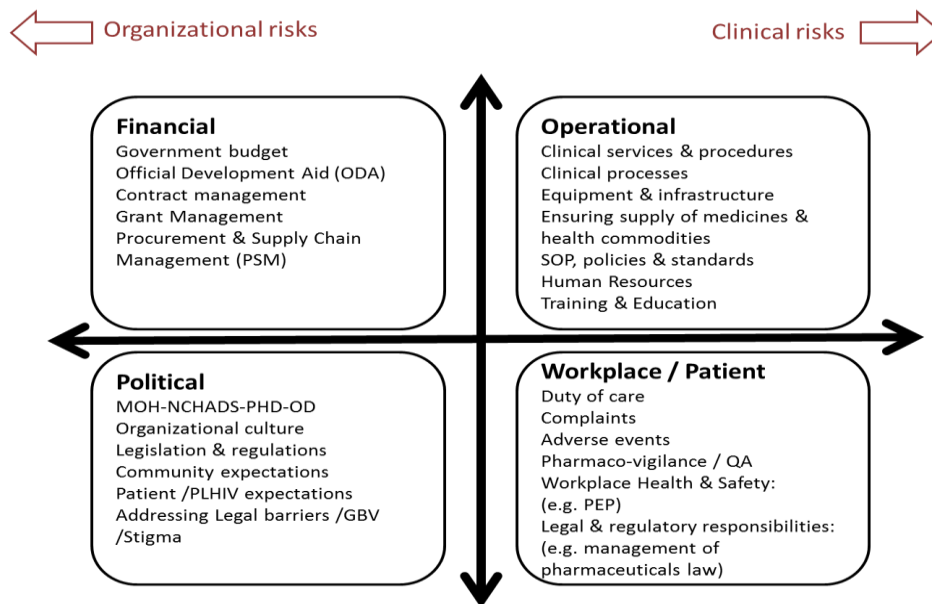 Organizational risks
Clinical risks
Financial
Government budget
Official Development Aid (ODA)
Contract management
Grant Management
Procurement & Supply Chain
Management (PSM)
Operational
Clinical services & procedures
Clinical processes
Equipment & infrastructure
Ensuring supply of medicines &
health commodities
SOP, policies & standards
Human Resources
Training & Education
Political
MOH-NCHADS-PHD-OD
Organizational culture
Legislation & regulations
Community expectations
Patient /PLHIV expectations
Addressing Legal barriers /GBV
/Stigma
Workplace / Patient
Duty of care
Complaints
Adverse events
Pharmaco-vigilance / QA
Workplace Health & Safety:
(e.g. PEP)
Legal & regulatory responsibilities:
(e.g. management of
pharmaceuticals law)